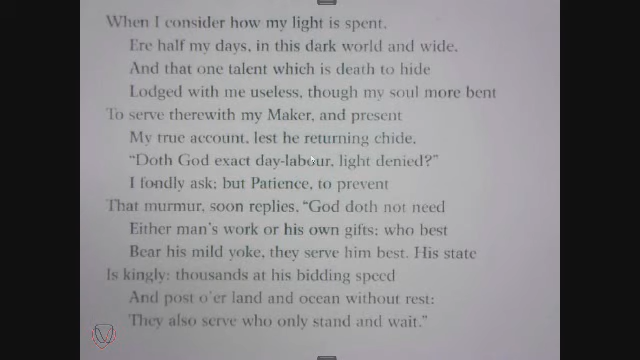 When I consider how my light is spent.
Ere half my days, in this dark world and wide,
And that one talent which is death to hide
Lodged with me useless, though my soul more bent
To serve therewith my Maker, and present
My true account, lest he returning chide,
“Doth God exact day-labour, light denied?”
I fondly ask; but Patience, to prevent
That murmur, soon replies, “God doth not need
Either man's work or his own gifts; who best
Bear his mild yoke, they serve him best. His state
Is kingly: thousands at his bidding speed
And post o'er land and ocean without rest:
They also serve who only stand and wait.”